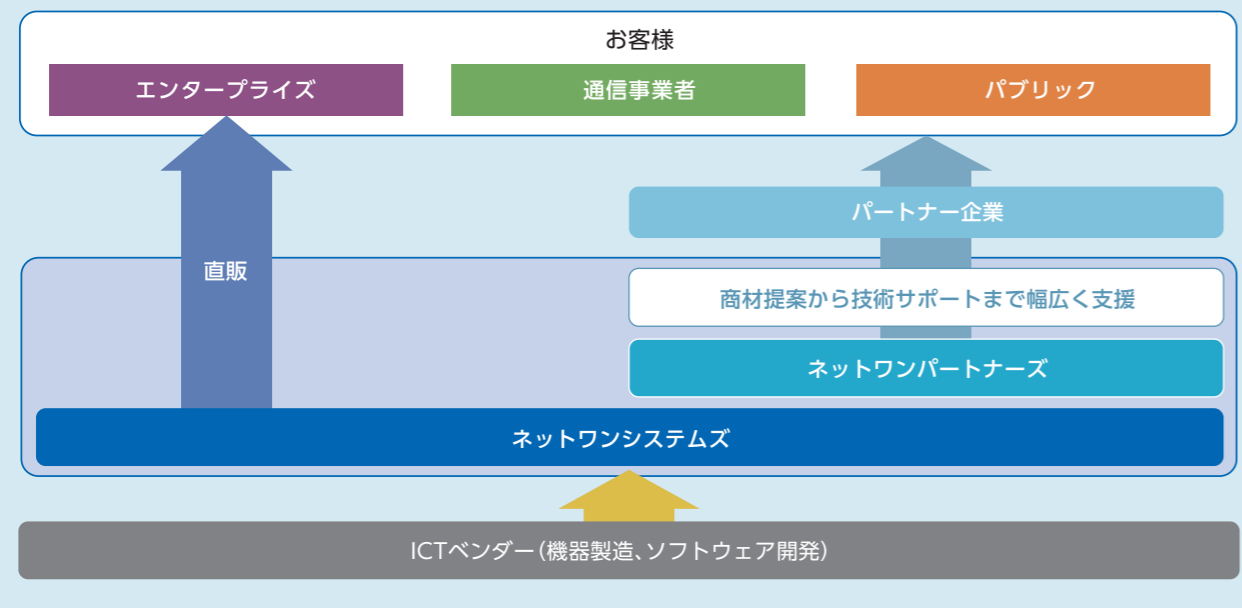 お客様
エンタープライズ
通信事業者
パブリック
パートナー企業
直販
商材提案から技術サポートまで幅広く支援
ネットワンパートナーズ
ネットワンシステムズ
ICTベンダー(機器製造、ソフトウェア開発)